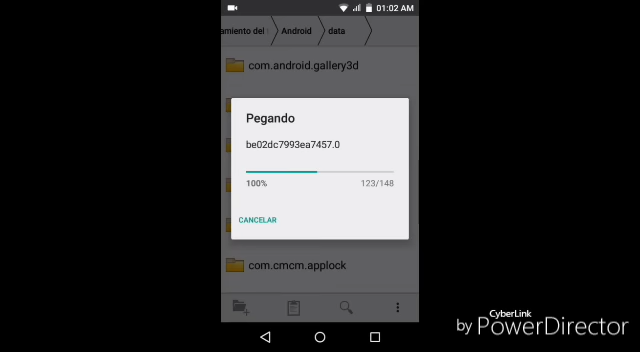 01:02 AM
amiento del
Android
data
com.android.gallery3d
Pegando
be02dc7993ea7457.0
100%
123/148
CANCELAR
com.cmcm.applock
CyberLink
by PowerDirector